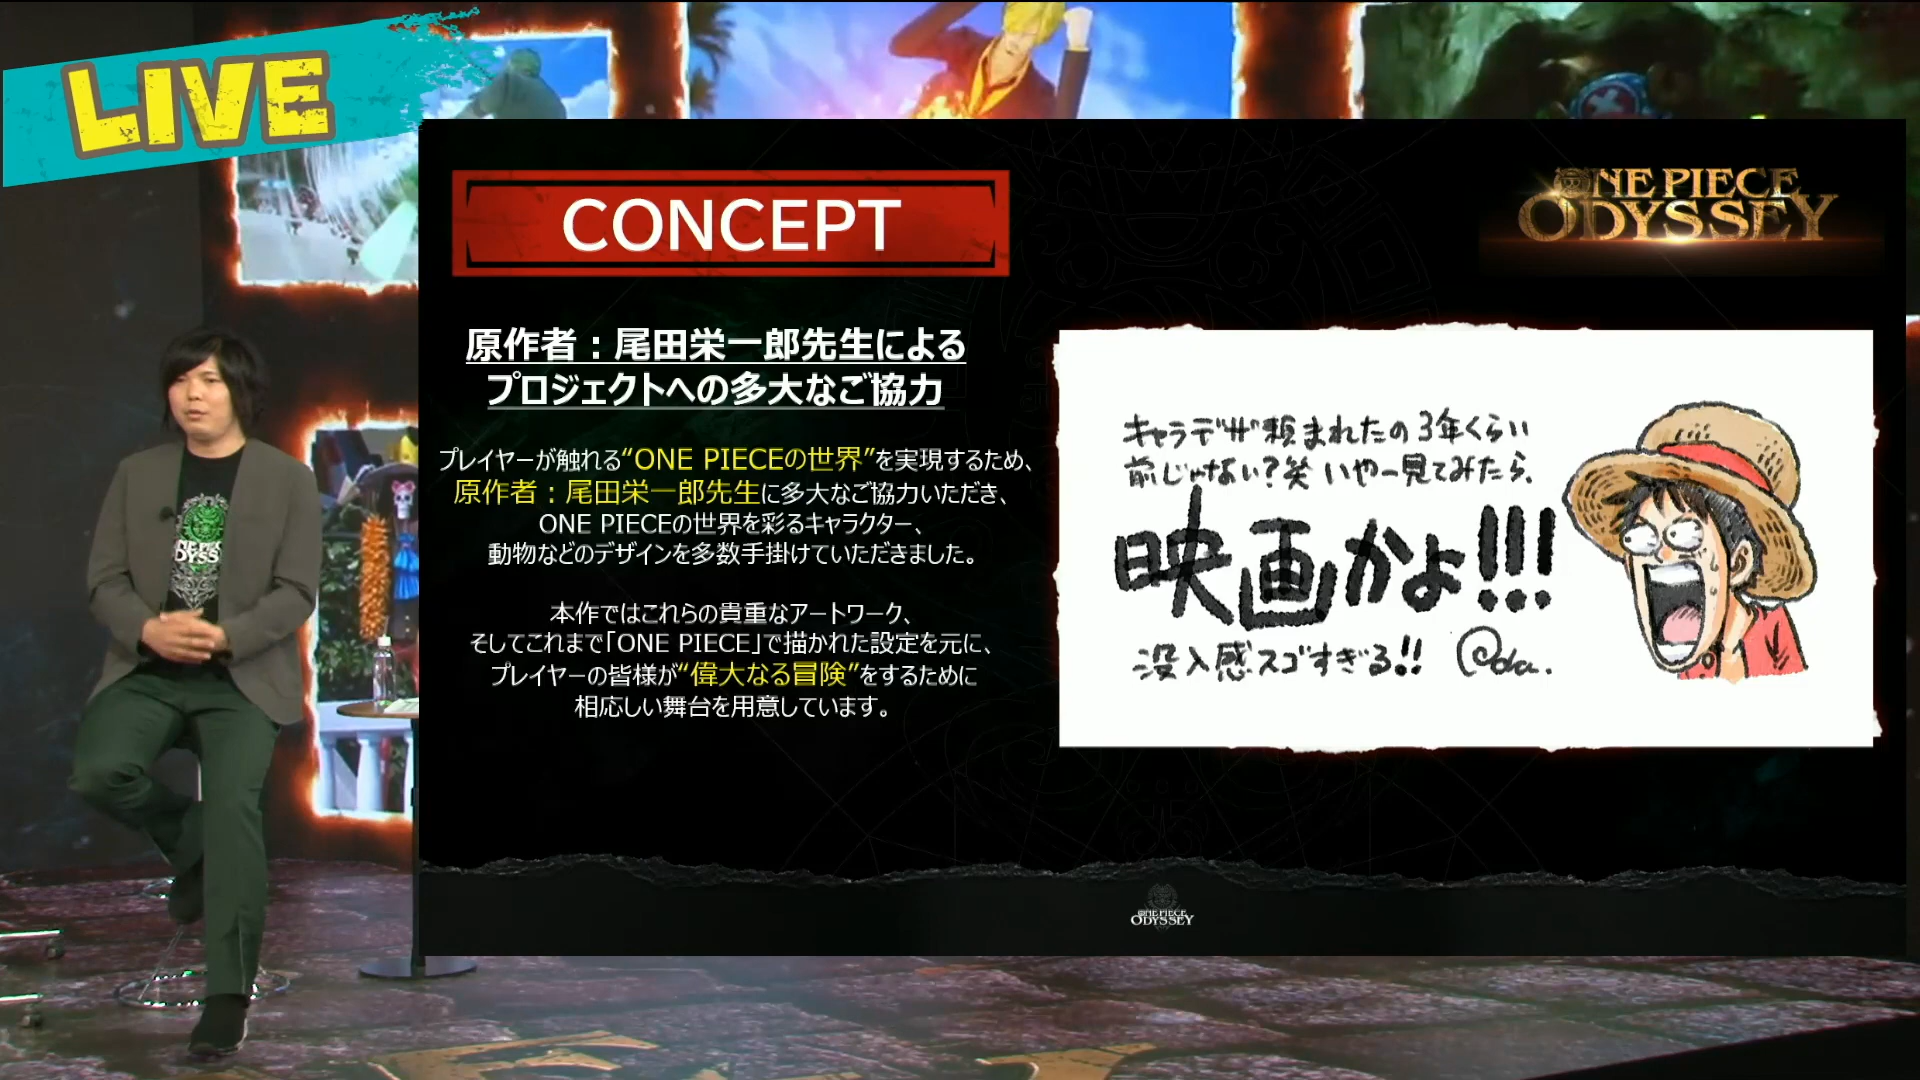 LIVE
CONCEPT
ONE PIECE
ODYSSEY
原作者：尾田栄一郎先生による
プロジェクトへの多大なご協力
プレイヤーが触れる“ONE PIECEの世界”を実現するため、
原作者：尾田栄一郎先生に多大なご協力いただき、
ONE PIECEの世界を彩るキャラクター、
動物などのデザインを多数手掛けていただきました。
本作ではこれらの貴重なアートワーク、
そしてこれまで「ONE PIECE」で描かれた設定を元に、
プレイヤーの皆様が“偉大なる冒険”をするために
相応しい舞台を用意しています。
キャラデザ頼まれたの3年くらい
前じゃない?笑 いやー見てみたら、
映画かよ!!!
没入感スゴすぎる!! Oda.
ONE PIECE
ODYSSEY